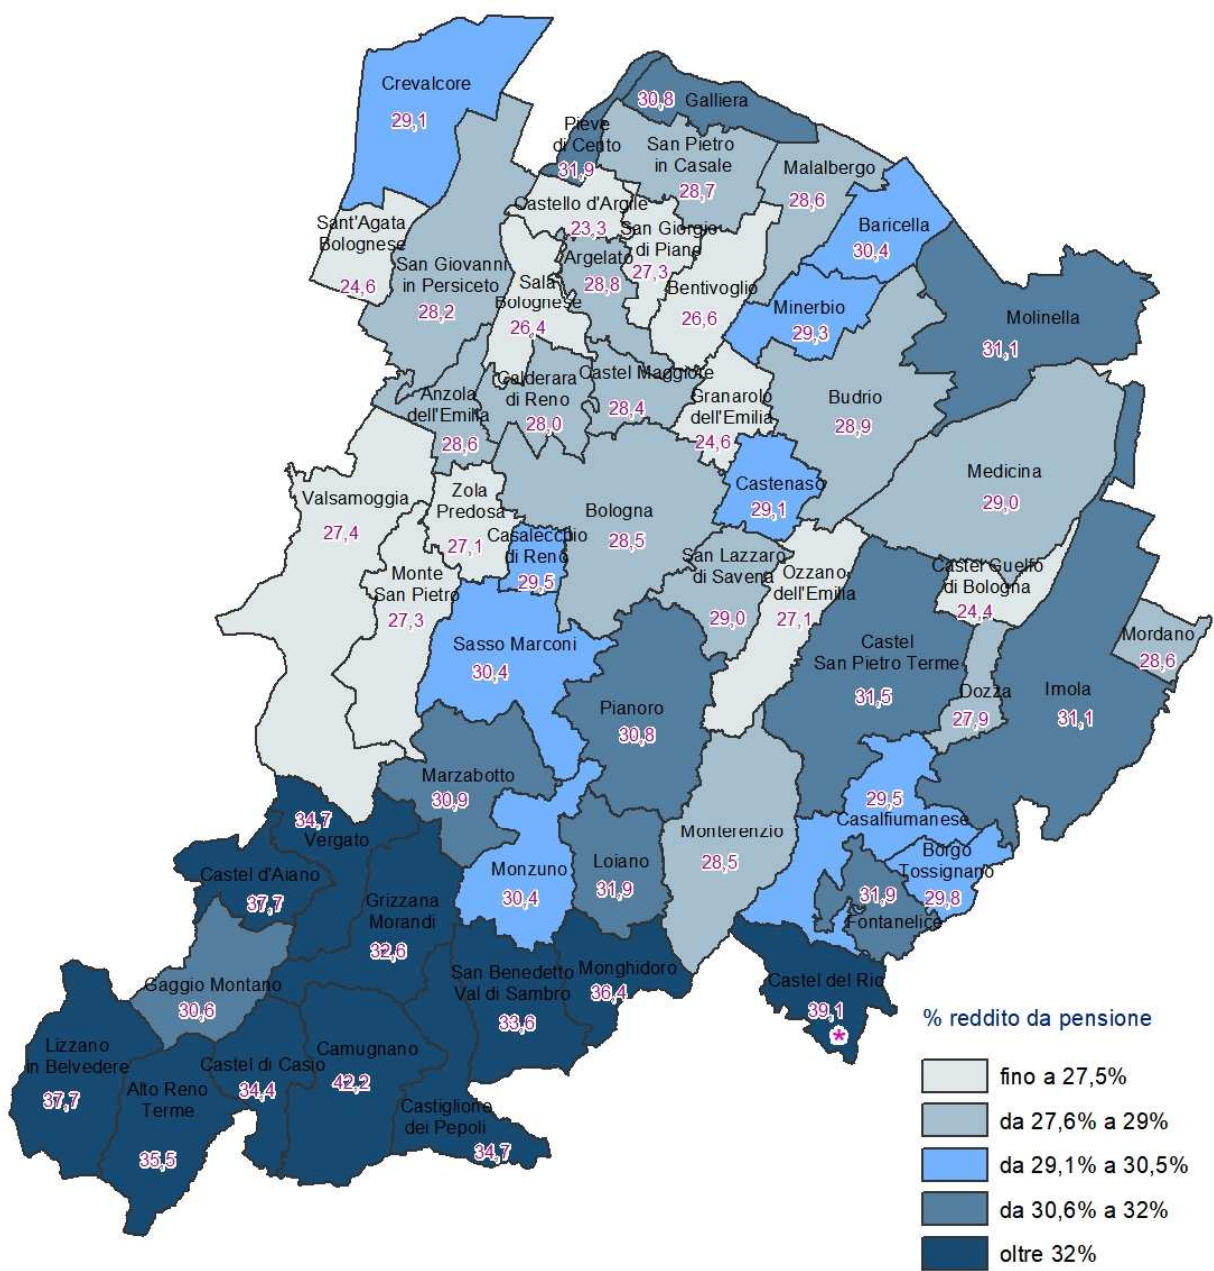 Crevalcore
29,1
30,8
Galliera
Pieve
di Cento
31,9
San Pietro
in Casale
28,7
Malalbergo
28,6
Castello d'Argile
23,3
Sant'Agata
Bolognese
24,6
San Giorgio
di Piano
27,3
Baricella
30,4
San Giovanni
in Persiceto
28,2
Argelato
28,8
Sala
Bolognese
26,4
Bentivoglio
26,6
Minerbio
29,3
Molinella
31,1
Anzola
dell'Emilia
28,6
Calderara
di Reno
28,0
Castel Maggiore
28,4
Granarolo
dell'Emilia
24,6
Budrio
28,9
Medicina
29,0
Valsamoggia
27,4
Zola
Predosa
27,1
Castenaso
29,1
Bologna
28,5
Casalecchio
di Reno
29,5
San Lazzaro
di Savena
29,0
Ozzano
dell'Emilia
27,1
Castel Guelfo
di Bologna
24,4
Monte
San Pietro
27,3
Sasso Marconi
30,4
Castel
San Pietro Terme
31,5
Mordano
28,6
Dozza
27,9
Imola
31,1
Pianoro
30,8
Marzabotto
30,9
29,5
Casalfiumanese
34,7
Vergato
Monterenzio
28,5
Loiano
31,9
Monzuno
30,4
Borgo
Tossignano
29,8
Castel d'Aiano
37,7
31,9
Fontanelice
Grizzana
Morandi
32,6
Gaggio Montano
30,6
San Benedetto
Val di Sambro
33,6
Monghidoro
36,4
Castel del Rio
39,1
*
Lizzano
in Belvedere
37,7
Alto Reno
Terme
35,5
Castel di Casio
34,4
Camugnano
42,2
Castiglione
dei Pepoli
34,7
% reddito da pensione
fino a 27,5%
da 27,6% a 29%
da 29,1% a 30,5%
da 30,6% a 32%
oltre 32%